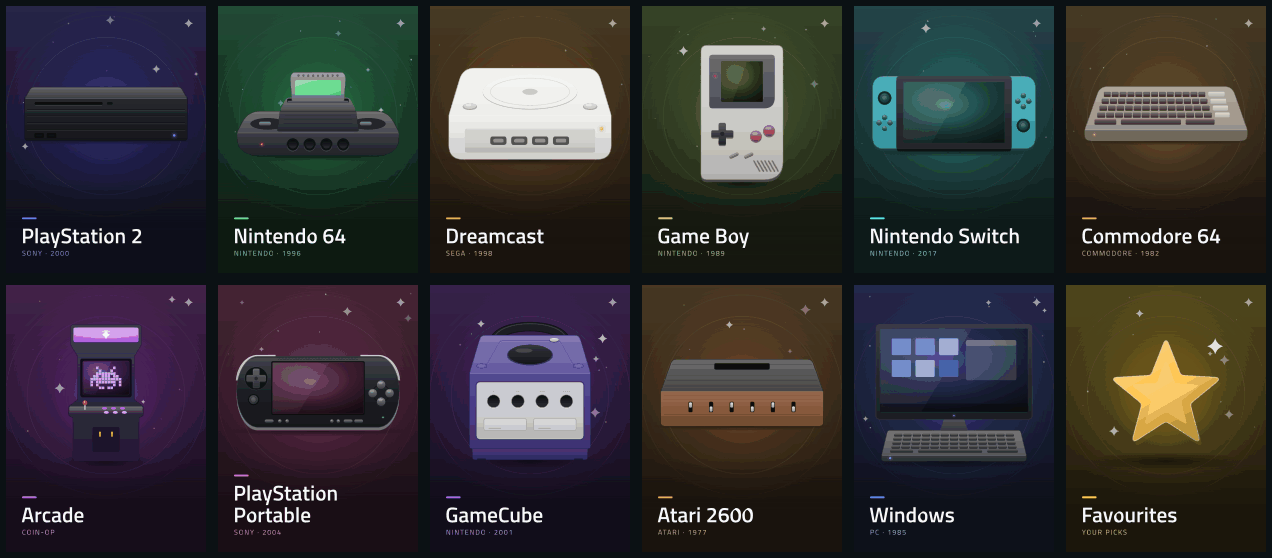 PlayStation 2
SONY · 2000
Nintendo 64
NINTENDO · 1996
Dreamcast
SEGA · 1998
Game Boy
NINTENDO · 1989
Nintendo Switch
NINTENDO · 2017
Commodore 64
COMMODORE · 1982
Arcade
COIN-OP
PlayStation
Portable
SONY · 2004
GameCube
NINTENDO · 2001
Atari 2600
ATARI · 1977
Windows
PC · 1985
Favourites
YOUR PICKS